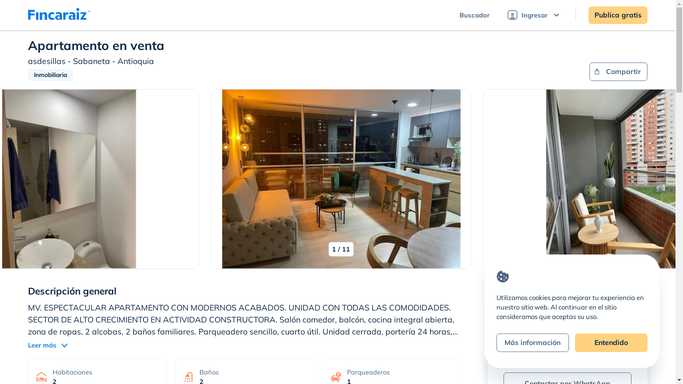 Fincaraiz
Buscador
Ingresar
Publica gratis
Apartamento en venta
asdesillas - Sabaneta - Antioquia
Inmobiliaria
Compartir
1 / 11
Descripción general
MV. ESPECTACULAR APARTAMENTO CON MODERNOS ACABADOS. UNIDAD CON TODAS LAS COMODIDADES.
SECTOR DE ALTO CRECIMIENTO EN ACTIVIDAD CONSTRUCTORA. Salón comedor, balcón, cocina integral abierta,
zona de ropas, 2 alcobas, 2 baños familiares. Parqueadero sencillo, cuarto útil. Unidad cerrada, portería 24 horas,...
Leer más
Habitaciones
2
Baños
2
Parqueaderos
1
Utilizamos cookies para mejorar tu experiencia en
nuestro sitio web. Al continuar en el sitio
consideramos que aceptas su uso.
Más información
Entendido
Contactar por WhatsApp